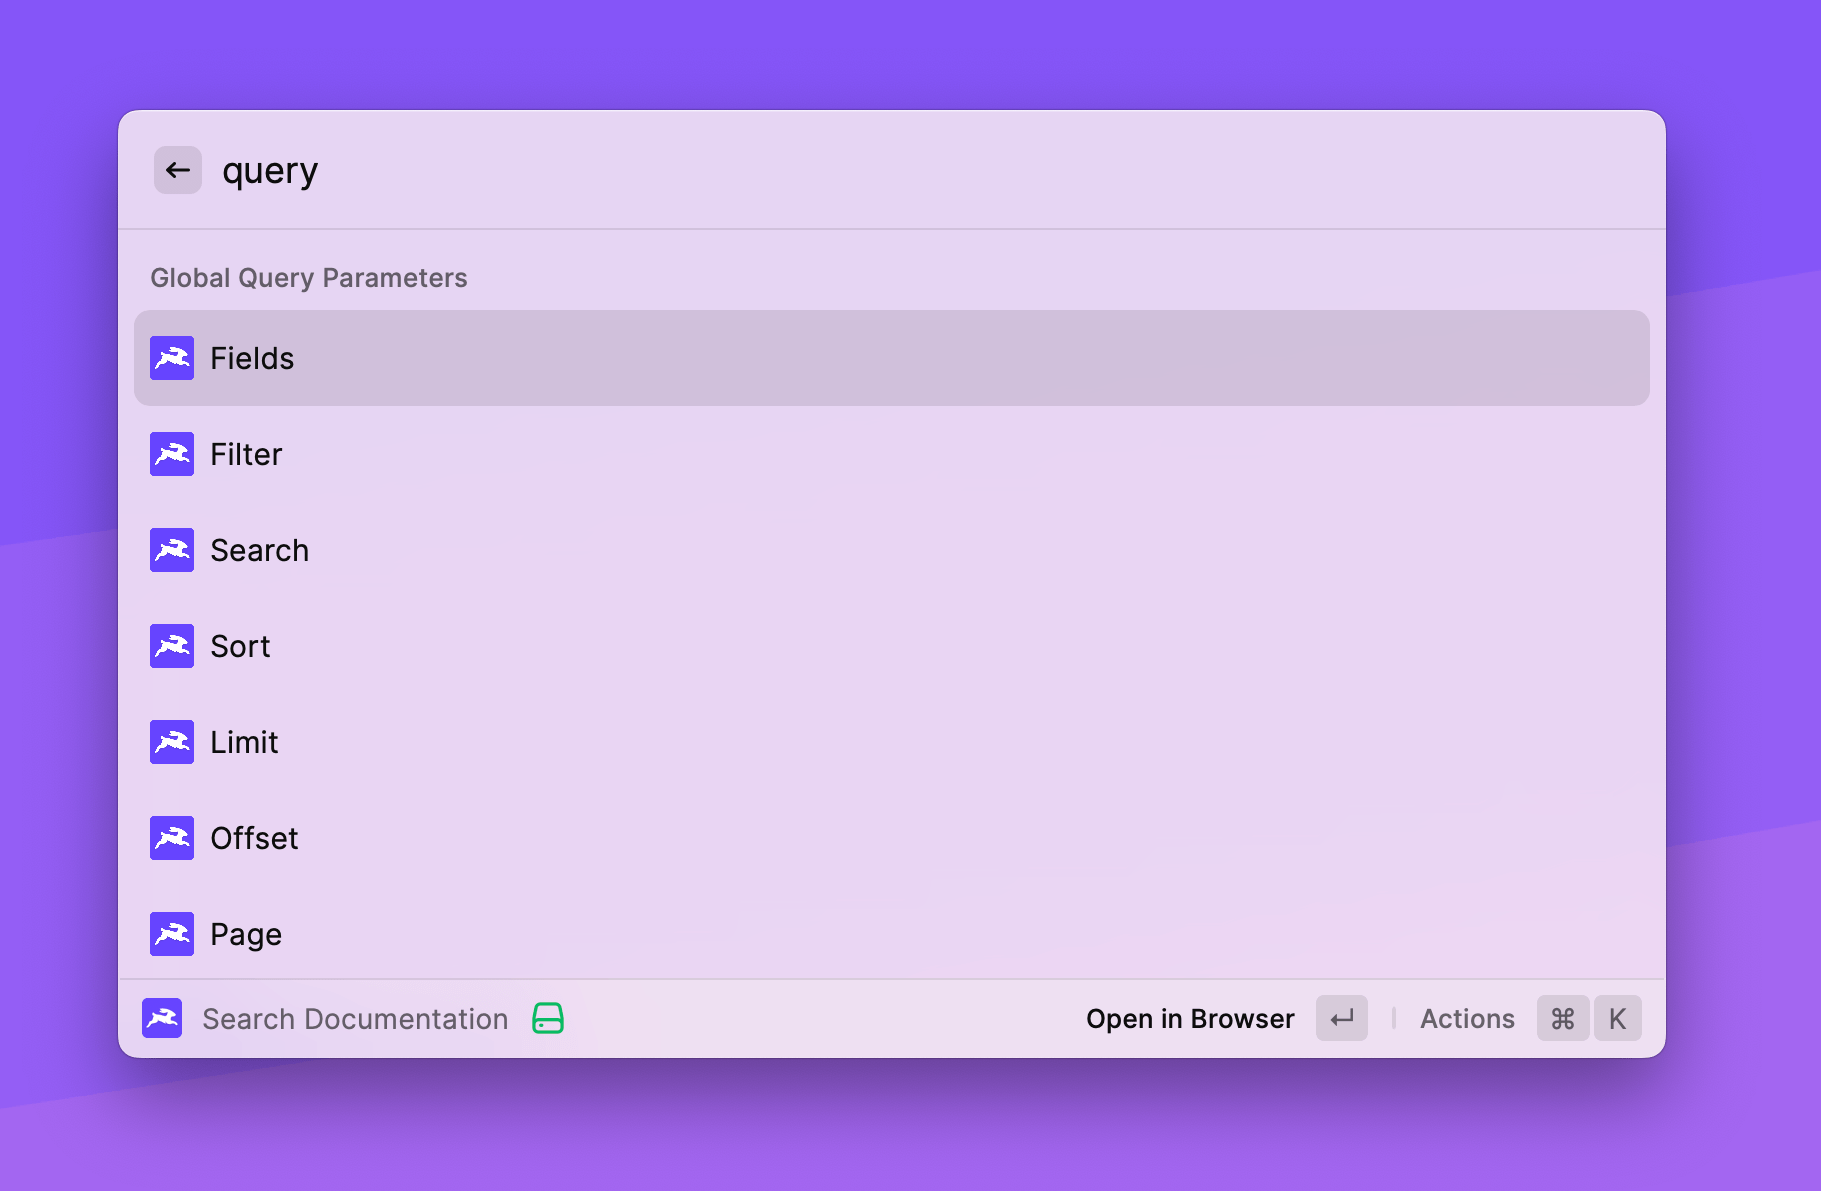 query
Global Query Parameters
Fields
Filter
Search
Sort
Limit
Offset
Page
Search Documentation
Open in Browser ↵ | Actions ⌘ K